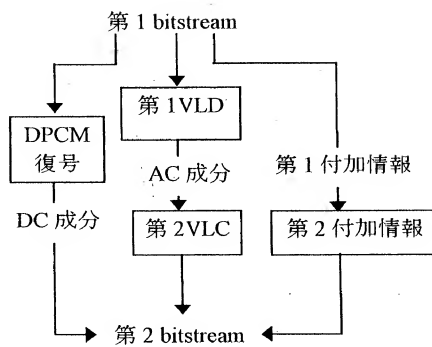 第 1 bitstream
第 1VLD
DPCM
復号
AC 成分
第 1 付加情報
DC 成分
第 2VLC
第 2 付加情報
第 2 bitstream